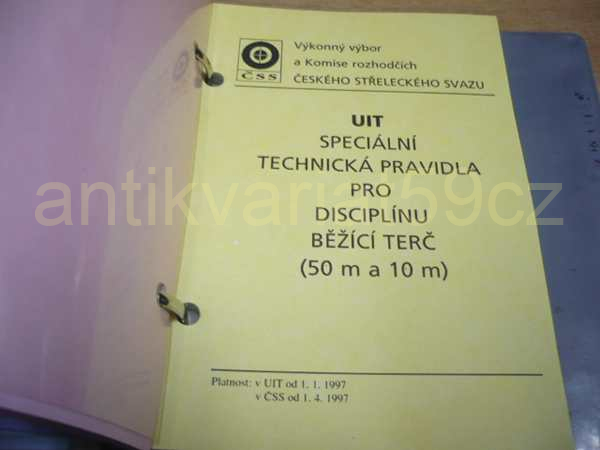 ČSS
Výkonný výbor
a Komise rozhodčích
ČESKÉHO STŘELECKÉHO SVAZU
UIT
SPECIÁLNÍ
TECHNICKÁ PRAVIDLA
PRO
antikvariat59cz
DISCIPLÍNU
BĚŽÍCÍ TERČ
(50 m a 10 m)
Platnost: v UIT od 1. 1. 1997
v ČSS od 1. 4. 1997